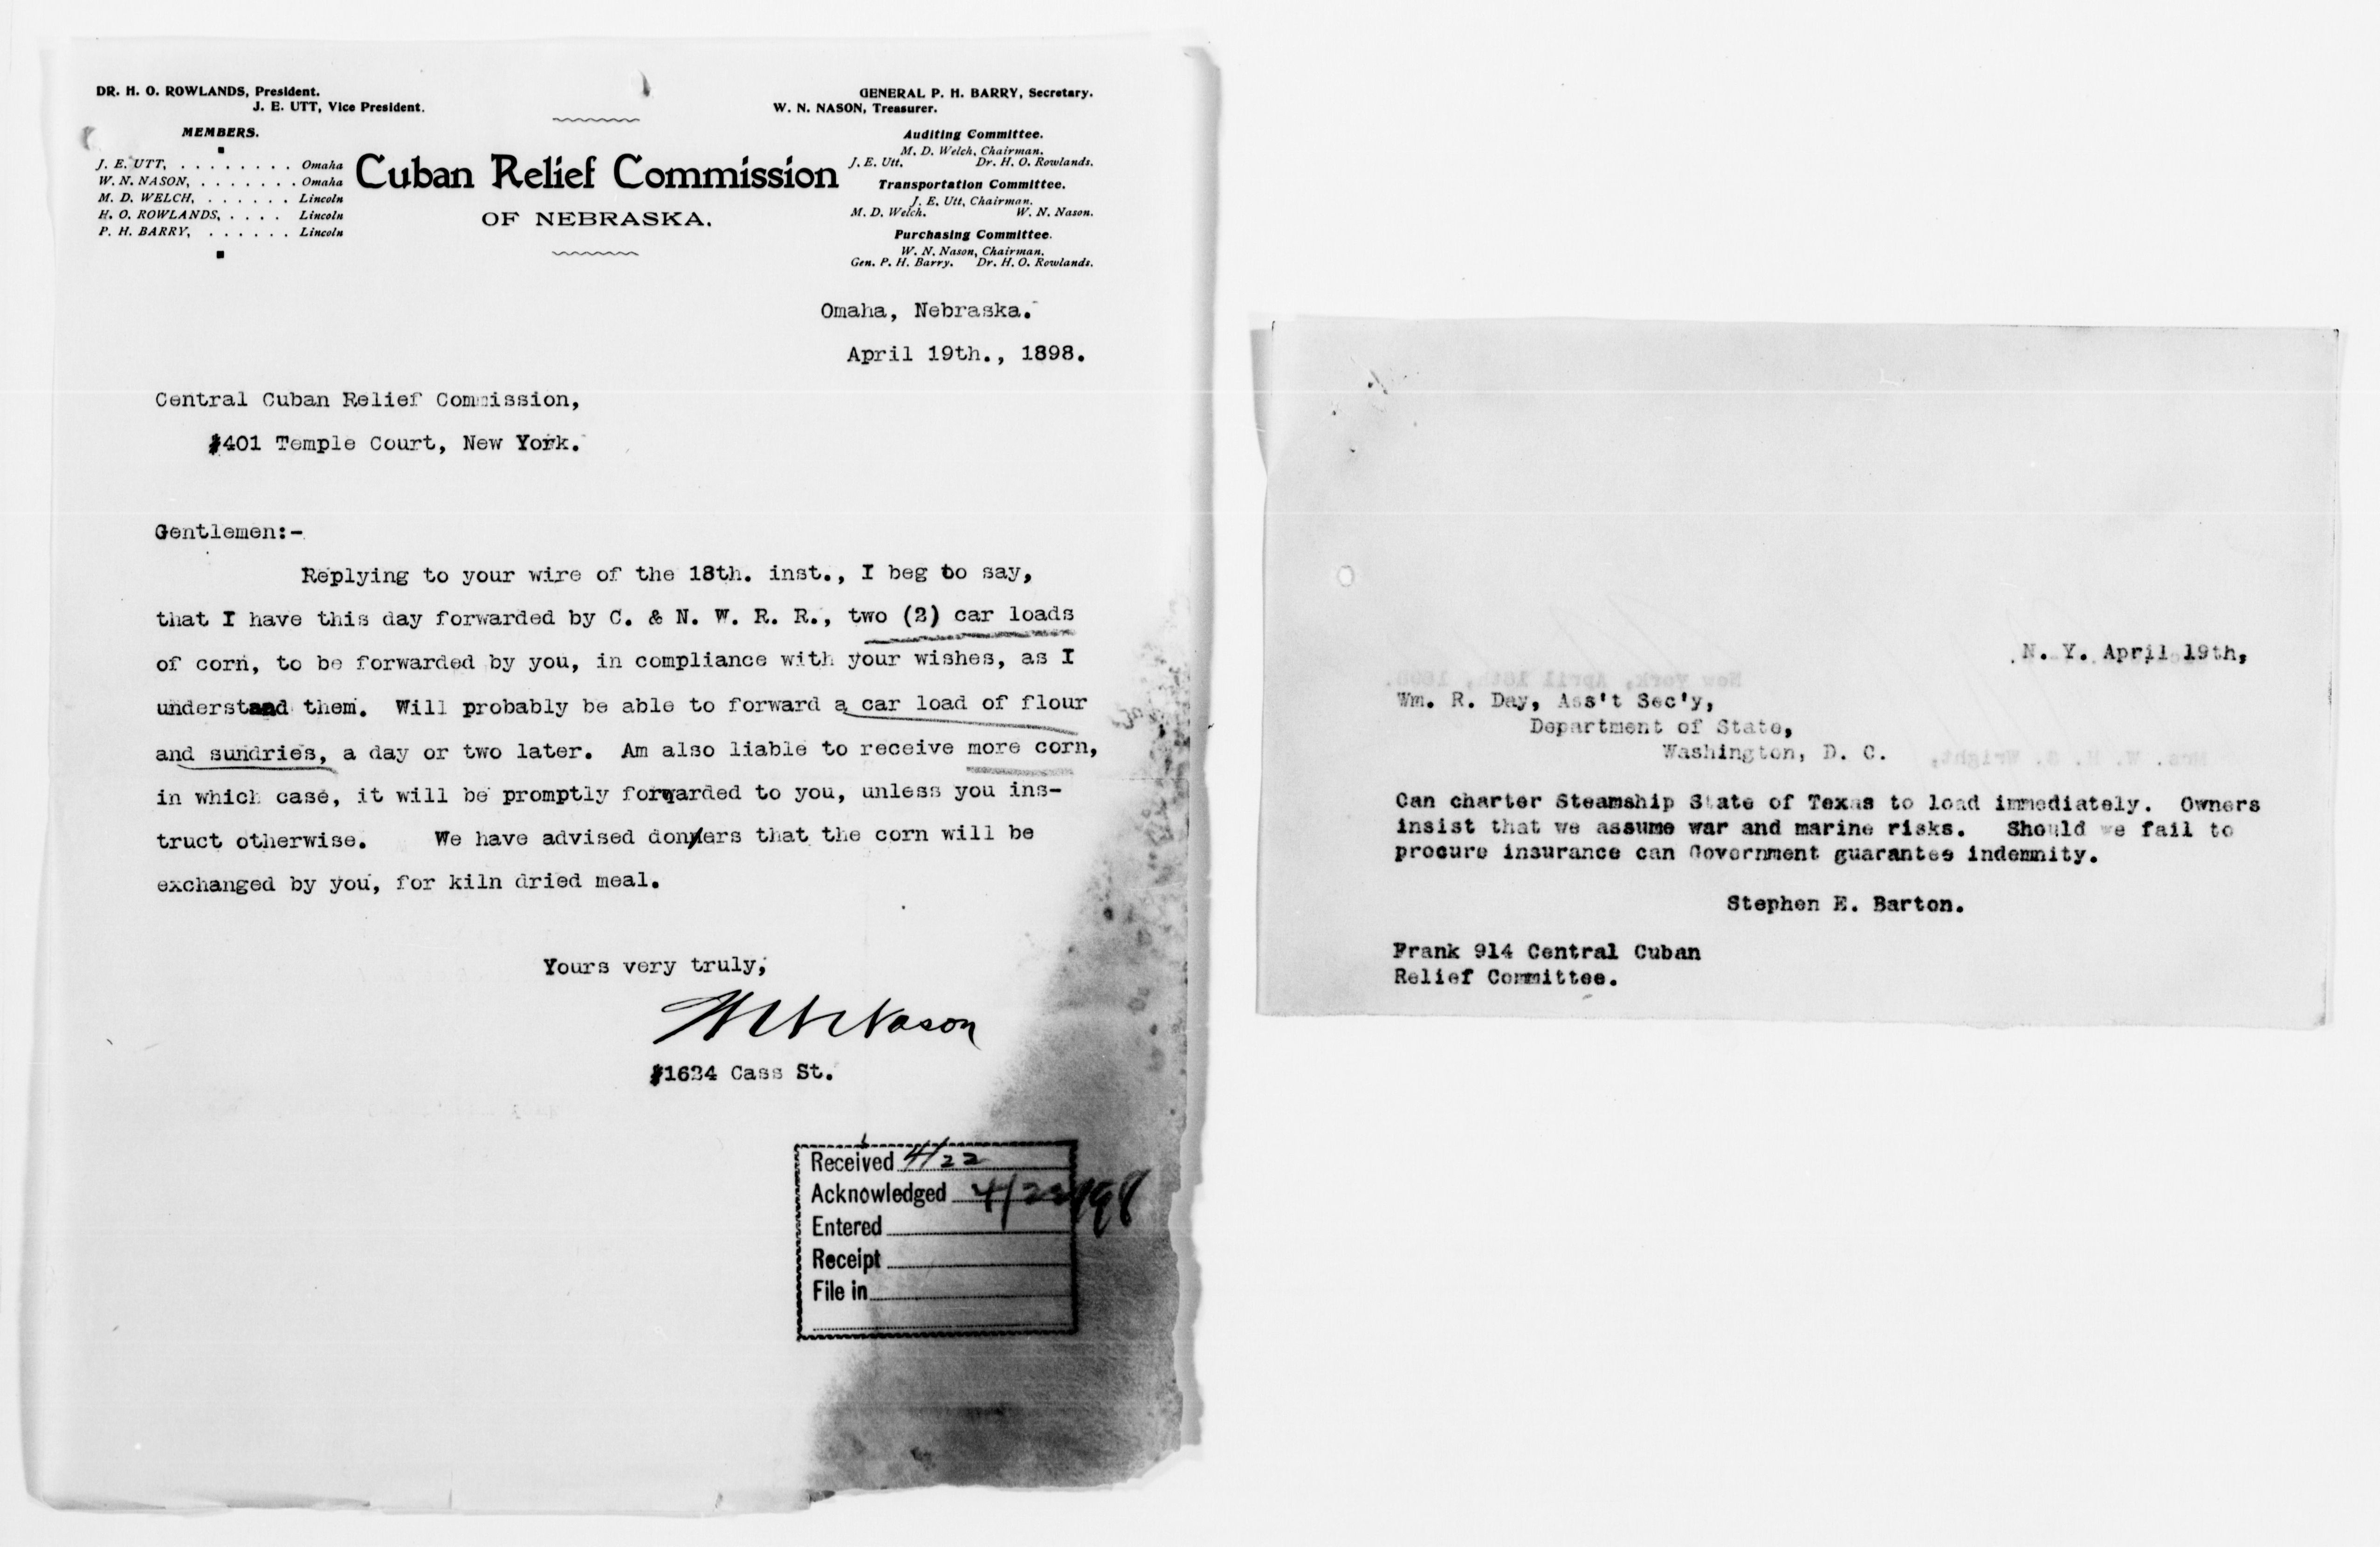 DR. H. O. ROWLANDS, President.
J. E. UTT, Vice President.
GENERAL P. H. BARRY, Secretary.
W. N. NASON, Treasurer.
MEMBERS.
J. E. UTT, . . . . . . . . Omaha
W. N. NASON, . . . . . . . Omaha
M. D. WELCH, . . . . . . Lincoln
H. O. ROWLANDS, . . . . Lincoln
P. H. BARRY, . . . . . . Lincoln
Cuban Relief Commission
OF NEBRASKA.
Auditing Committee.
M. D. Welch, Chairman.
J. E. Utt. Dr. H. O. Rowlands.
Transportation Committee.
J. E. Utt, Chairman.
M. D. Welch. W. N. Nason.
Purchasing Committee.
W. N. Nason, Chairman.
Gen. P. H. Barry. Dr. H. O. Rowlands.
Omaha, Nebraska.
April 19th., 1898.
Central Cuban Relief Commission,
#401 Temple Court, New York.
Gentlemen:-
Replying to your wire of the 18th. inst., I beg to say,
that I have this day forwarded by C. & N. W. R. R., two (2) car loads
of corn, to be forwarded by you, in compliance with your wishes, as I
understand them. Will probably be able to forward a car load of flour
and sundries, a day or two later. Am also liable to receive more corn,
in which case, it will be promptly forwarded to you, unless you ins-
truct otherwise. We have advised doners that the corn will be
exchanged by you, for kiln dried meal.
Yours very truly,
W N Nason
#1624 Cass St.
Received 4/22
Acknowledged 4/22/98
Entered
Receipt
File in
N. Y. April 19th,
New York, April 18th, 1898.
Wm. R. Day, Ass't Sec'y,
Department of State,
Washington, D. C.
Mrs. W. H. S. Wright,
Can charter Steamship State of Texas to load immediately. Owners
insist that we assume war and marine risks. Should we fail to
procure insurance can Government guarantee indemnity.
Stephen E. Barton.
Frank 914 Central Cuban
Relief Committee.